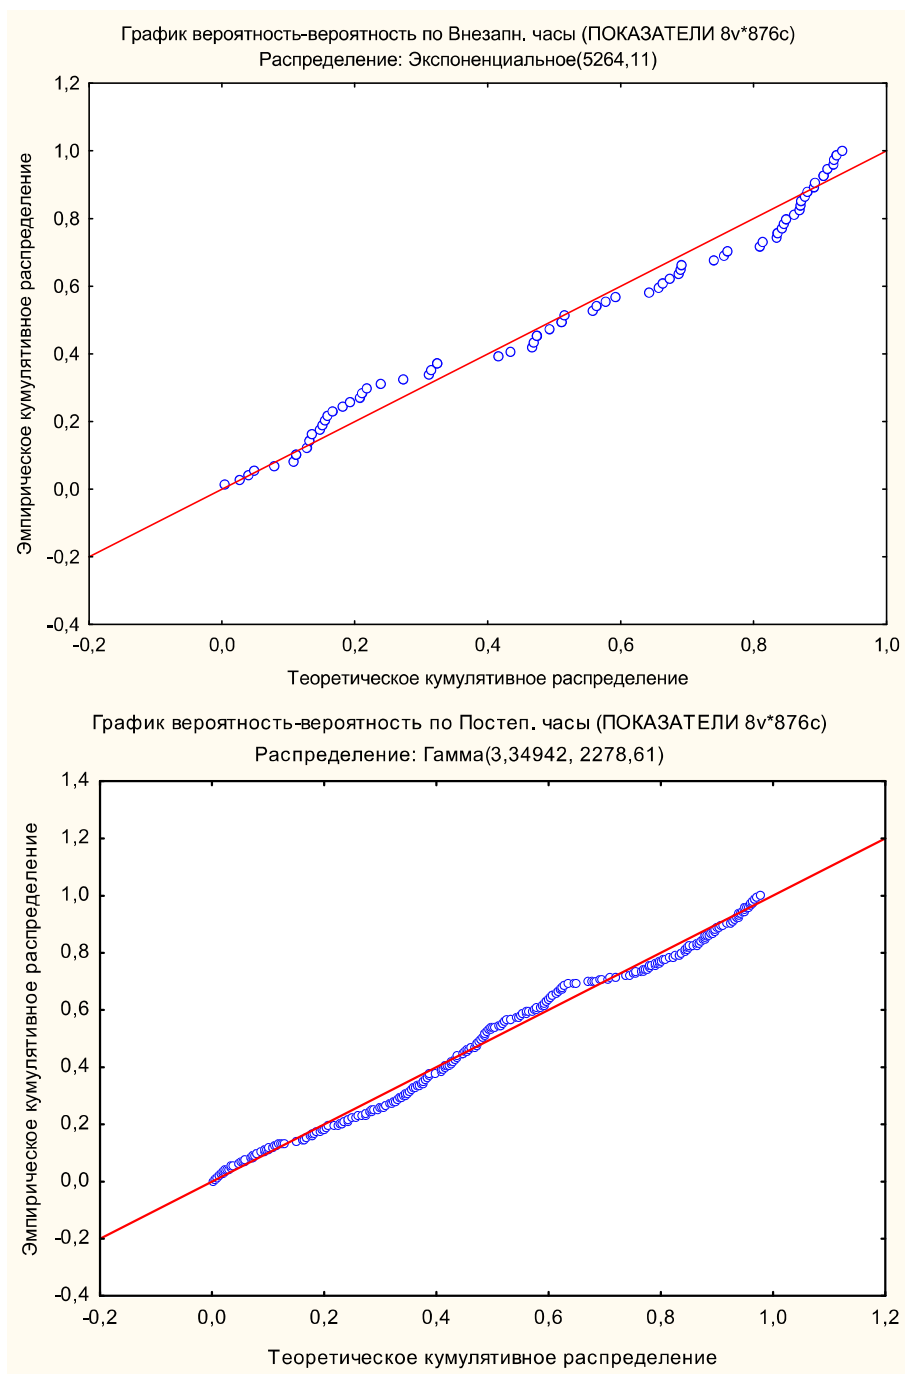 График вероятность-вероятность по Внезапн. часы (ПОКАЗАТЕЛИ 8v*876c)
Распределение: Экспоненциальное(5264,11)
1,2
1,0
0,8
0,6
0,4
0,2
0,0
-0,2
-0,4
Эмпирическое кумулятивное распределение
-0,2 0,0 0,2 0,4 0,6 0,8 1,0
Теоретическое кумулятивное распределение
График вероятность-вероятность по Постеп. часы (ПОКАЗАТЕЛИ 8v*876c)
Распределение: Гамма(3,34942, 2278,61)
1,4
1,2
1,0
0,8
0,6
0,4
0,2
0,0
-0,2
-0,4
Эмпирическое кумулятивное распределение
-0,2 0,0 0,2 0,4 0,6 0,8 1,0 1,2
Теоретическое кумулятивное распределение